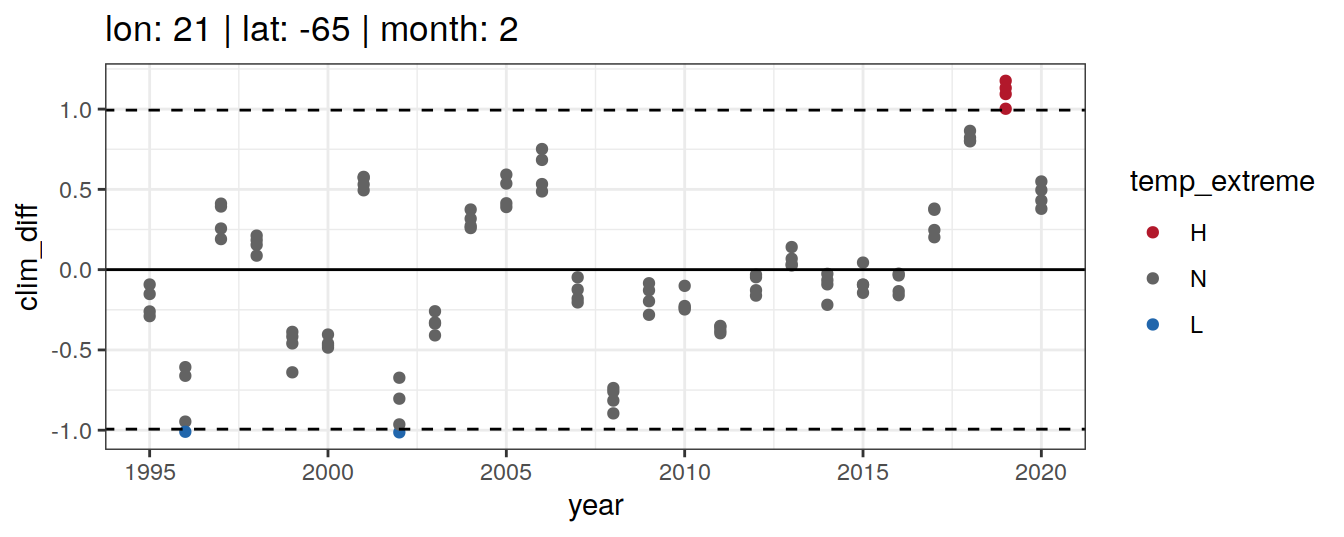 lon: 21 | lat: -65 | month: 2
clim_diff
1.0
0.5
0.0
-0.5
-1.0
1995 2000 2005 2010 2015 2020
year
temp_extreme
H
N
L